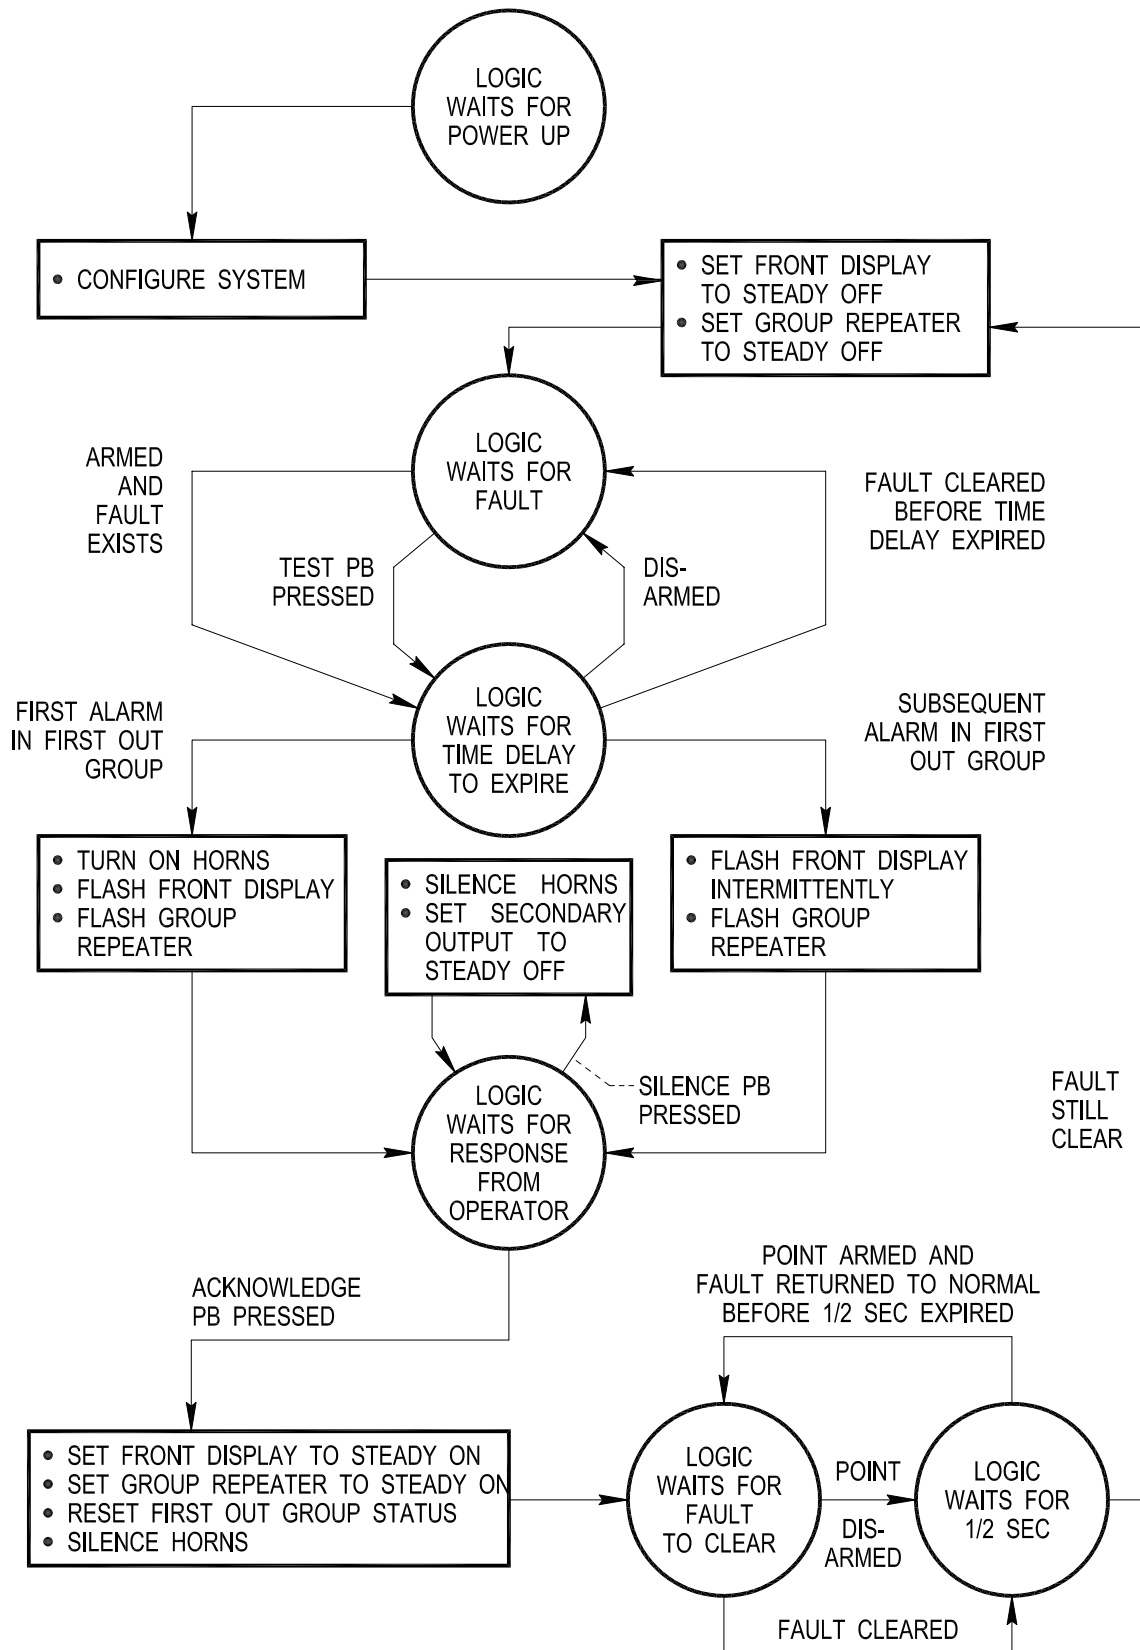 LOGIC
WAITS FOR
POWER UP
• CONFIGURE SYSTEM
• SET FRONT DISPLAY
TO STEADY OFF
• SET GROUP REPEATER
TO STEADY OFF
LOGIC
WAITS FOR
FAULT
ARMED
AND
FAULT
EXISTS
FAULT CLEARED
BEFORE TIME
DELAY EXPIRED
TEST PB
PRESSED
DIS-
ARMED
LOGIC
WAITS FOR
TIME DELAY
TO EXPIRE
FIRST ALARM
IN FIRST OUT
GROUP
SUBSEQUENT
ALARM IN FIRST
OUT GROUP
• TURN ON HORNS
• FLASH FRONT DISPLAY
• FLASH GROUP
REPEATER
• SILENCE HORNS
• SET SECONDARY
OUTPUT TO
STEADY OFF
• FLASH FRONT DISPLAY
INTERMITTENTLY
• FLASH GROUP
REPEATER
LOGIC
WAITS FOR
RESPONSE
FROM
OPERATOR
SILENCE PB
PRESSED
FAULT
STILL
CLEAR
ACKNOWLEDGE
PB PRESSED
POINT ARMED AND
FAULT RETURNED TO NORMAL
BEFORE 1/2 SEC EXPIRED
• SET FRONT DISPLAY TO STEADY ON
• SET GROUP REPEATER TO STEADY ON
• RESET FIRST OUT GROUP STATUS
• SILENCE HORNS
LOGIC
WAITS FOR
FAULT
TO CLEAR
POINT
DIS-
ARMED
LOGIC
WAITS FOR
1/2 SEC
FAULT CLEARED